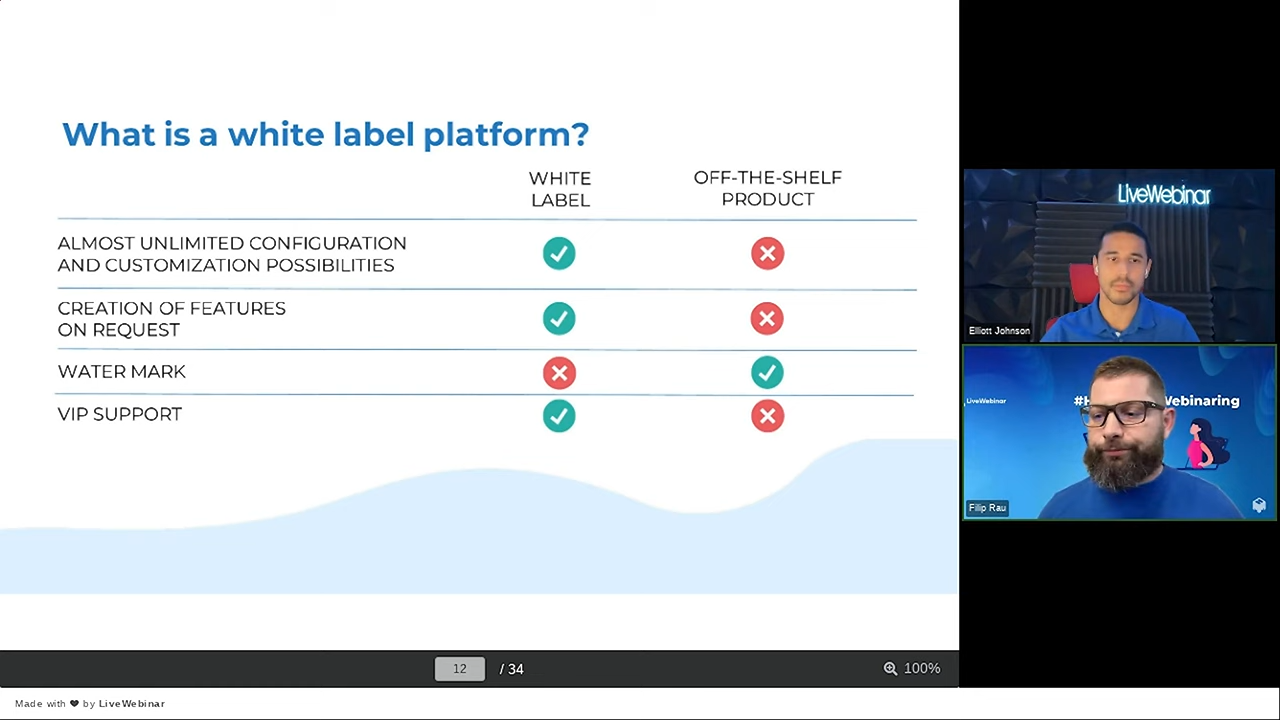 What is a white label platform?
WHITE
LABEL
OFF-THE-SHELF
PRODUCT
ALMOST UNLIMITED CONFIGURATION
AND CUSTOMIZATION POSSIBILITIES
CREATION OF FEATURES
ON REQUEST
WATER MARK
VIP SUPPORT
12 / 34
100%
Made with ❤ by LiveWebinar
LiveWebinar
Elliott Johnson
LiveWebinar
#H Webinaring
Filip Rau